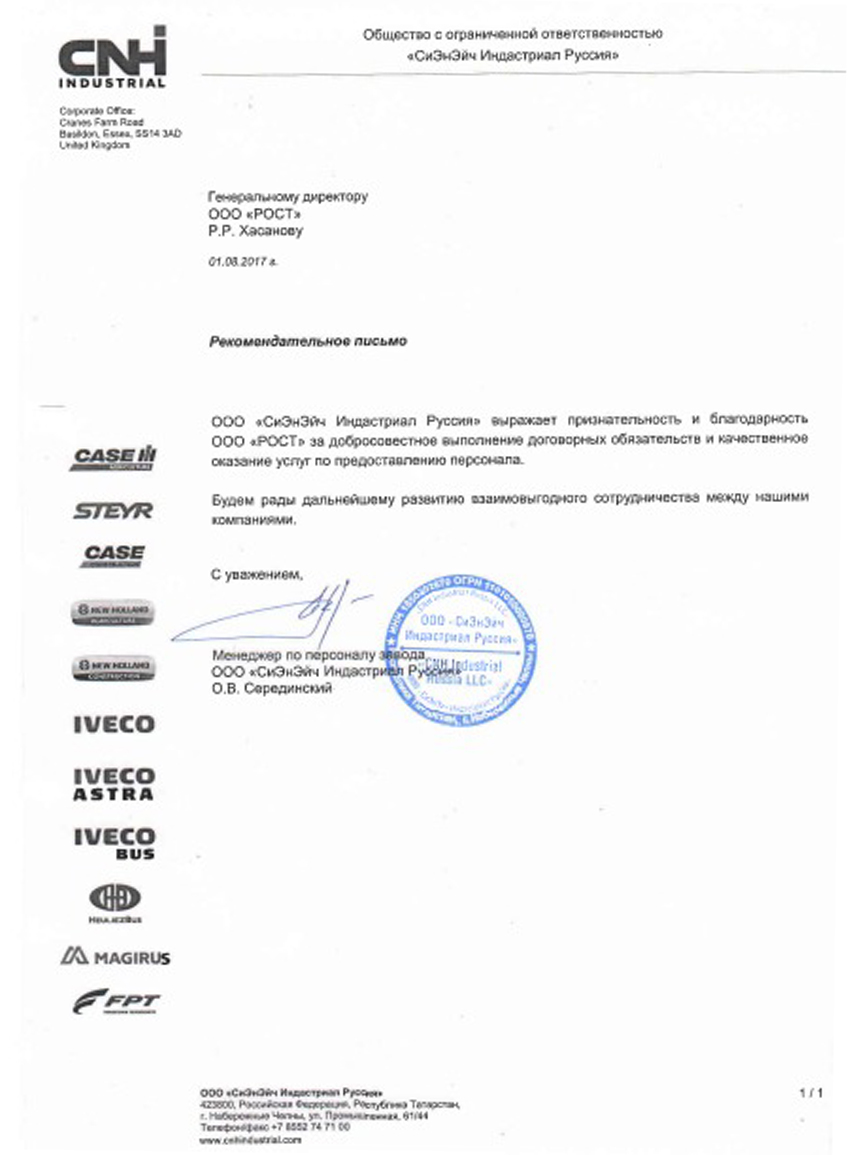 CNH
INDUSTRIAL
Общество с ограниченной ответственностью
«СиЭнЭйч Индастриал Руссия»
Corporate Office:
Cranes Farm Road
Basildon, Essex, SS14 3AD
United Kingdom
Генеральному директору
ООО «РОСТ»
Р.Р. Хасанову
01.08.2017 г.
Рекомендательное письмо
ООО «СиЭнЭйч Индастриал Руссия» выражает признательность и благодарность
ООО «РОСТ» за добросовестное выполнение договорных обязательств и качественное
оказание услуг по предоставлению персонала.
Будем рады дальнейшему развитию взаимовыгодного сотрудничества между нашими
компаниями.
С уважением,
Менеджер по персоналу завода
ООО «СиЭнЭйч Индастриал Руссия»
О.В. Серединский
ООО «СиЭнЭйч
Индастриал Руссия»
«CNH Industrial
Russia LLC»
CASE IH
AGRICULTURE
STEYR
CASE
CONSTRUCTION
NEW HOLLAND
AGRICULTURE
NEW HOLLAND
CONSTRUCTION
IVECO
IVECO
ASTRA
IVECO
BUS
HEULIEZBUS
MAGIRUS
FPT
ООО «СиЭнЭйч Индастриал Руссия»
423800, Российская Федерация, Республика Татарстан,
г. Набережные Челны, ул. Промышленная, 61/44
Телефон/факс +7 8552 74 71 00
www.cnhindustrial.com
1 / 1